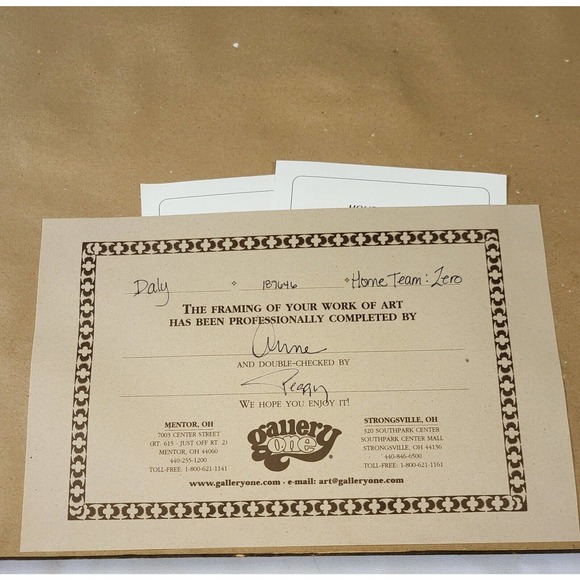 Daly 187646 Home Team: Zero
THE FRAMING OF YOUR WORK OF ART
HAS BEEN PROFESSIONALLY COMPLETED BY
Anne
AND DOUBLE-CHECKED BY
Peggy
WE HOPE YOU ENJOY IT!
MENTOR, OH
7003 CENTER STREET
(RT. 615 - JUST OFF RT. 2)
MENTOR, OH 44060
440-255-1200
TOLL-FREE: 1-800-621-1141
gallery
one
STRONGSVILLE, OH
520 SOUTHPARK CENTER
SOUTHPARK CENTER MALL
STRONGSVILLE, OH 44136
440-846-6500
TOLL-FREE: 1-800-621-1161
www.galleryone.com - e-mail: art@galleryone.com